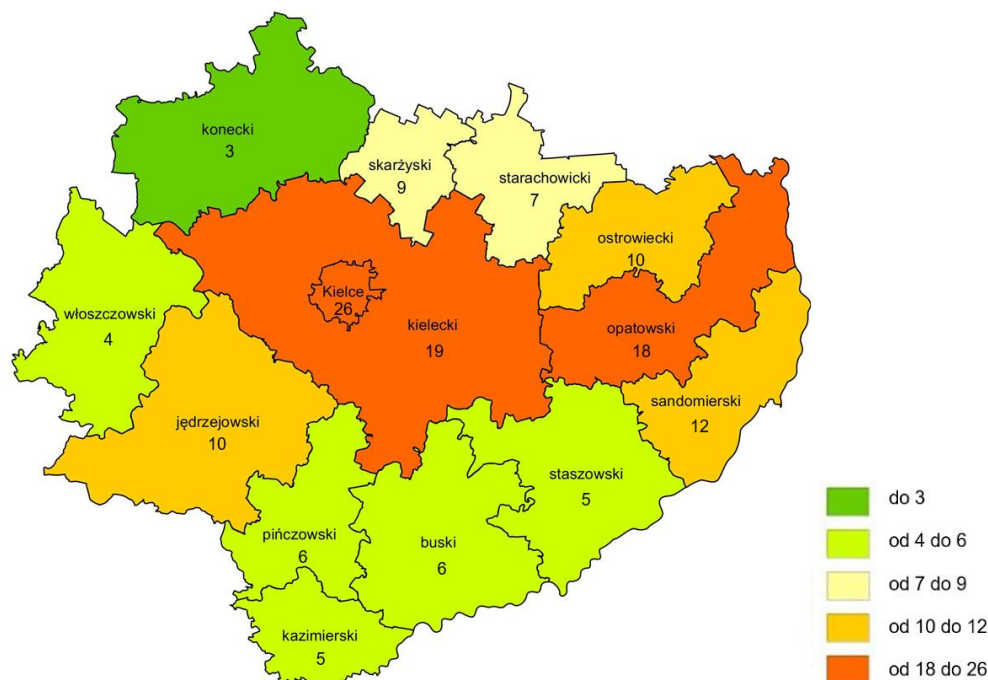 konecki
3
skarżyski
9
starachowicki
7
ostrowiecki
10
Kielce
26
włoszczowski
4
kielecki
19
opatowski
18
sandomierski
12
jędrzejowski
10
staszowski
5
pińczowski
6
buski
6
kazimierski
5
do 3
od 4 do 6
od 7 do 9
od 10 do 12
od 18 do 26